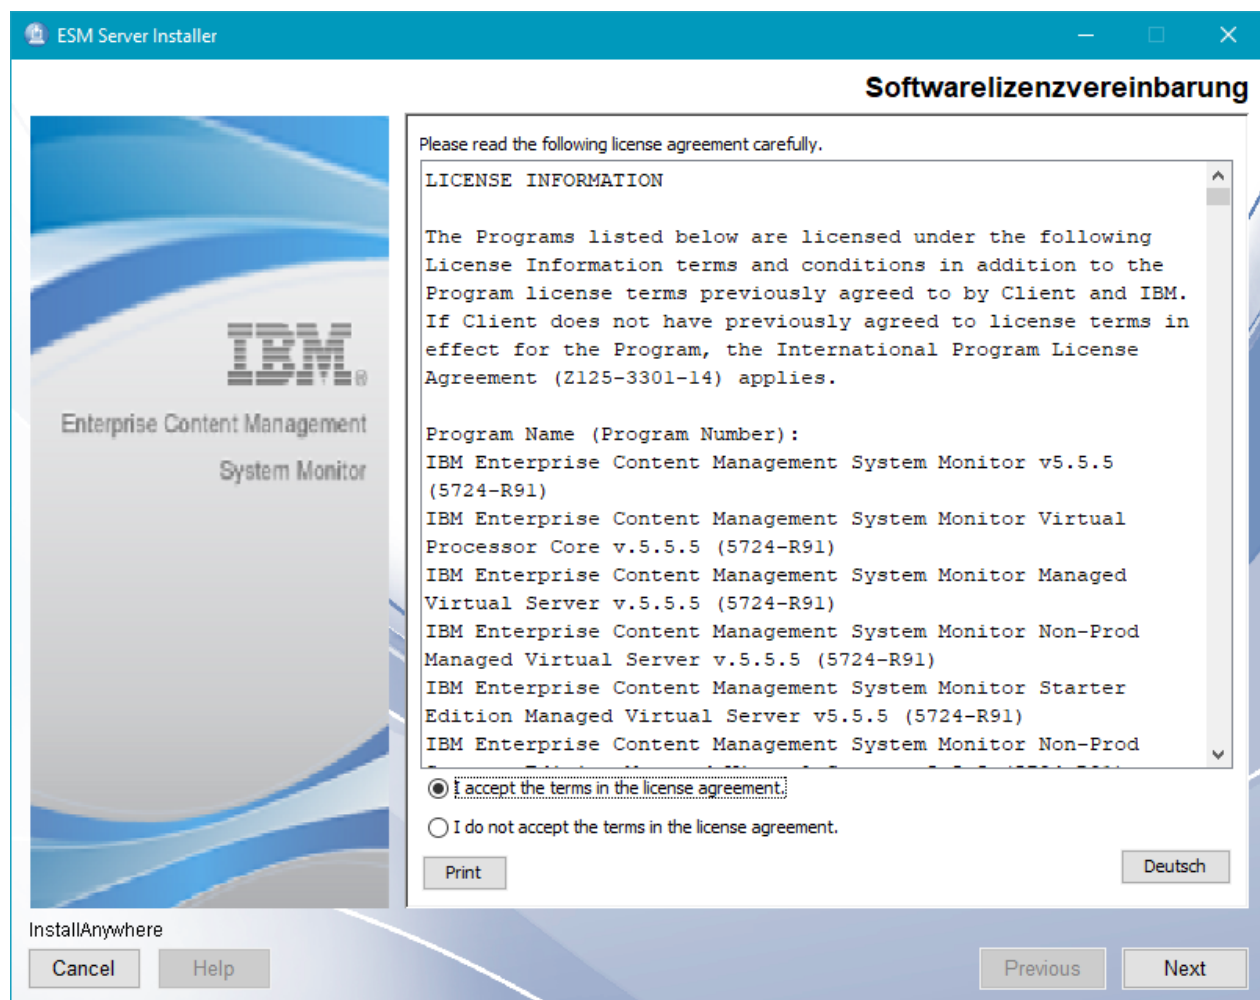 ESM Server Installer
Softwarelizenzvereinbarung
IBM®
Enterprise Content Management
System Monitor
Please read the following license agreement carefully.
LICENSE INFORMATION
The Programs listed below are licensed under the following
License Information terms and conditions in addition to the
Program license terms previously agreed to by Client and IBM.
If Client does not have previously agreed to license terms in
effect for the Program, the International Program License
Agreement (Z125-3301-14) applies.
Program Name (Program Number):
IBM Enterprise Content Management System Monitor v5.5.5
(5724-R91)
IBM Enterprise Content Management System Monitor Virtual
Processor Core v.5.5.5 (5724-R91)
IBM Enterprise Content Management System Monitor Managed
Virtual Server v.5.5.5 (5724-R91)
IBM Enterprise Content Management System Monitor Non-Prod
Managed Virtual Server v.5.5.5 (5724-R91)
IBM Enterprise Content Management System Monitor Starter
Edition Managed Virtual Server v5.5.5 (5724-R91)
IBM Enterprise Content Management System Monitor Non-Prod
I accept the terms in the license agreement.
I do not accept the terms in the license agreement.
Print
Deutsch
InstallAnywhere
Cancel
Help
Previous
Next